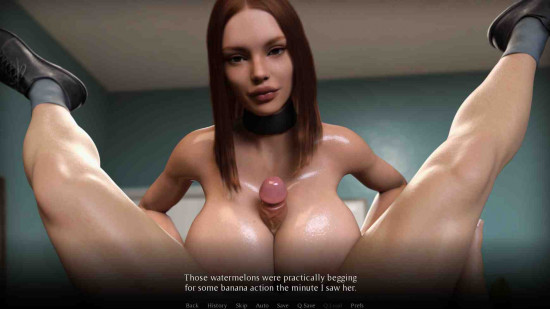 Those watermelons were practically begging
for some banana action the minute I saw her.
Back History Skip Auto Save Q.Save Q.Load Prefs